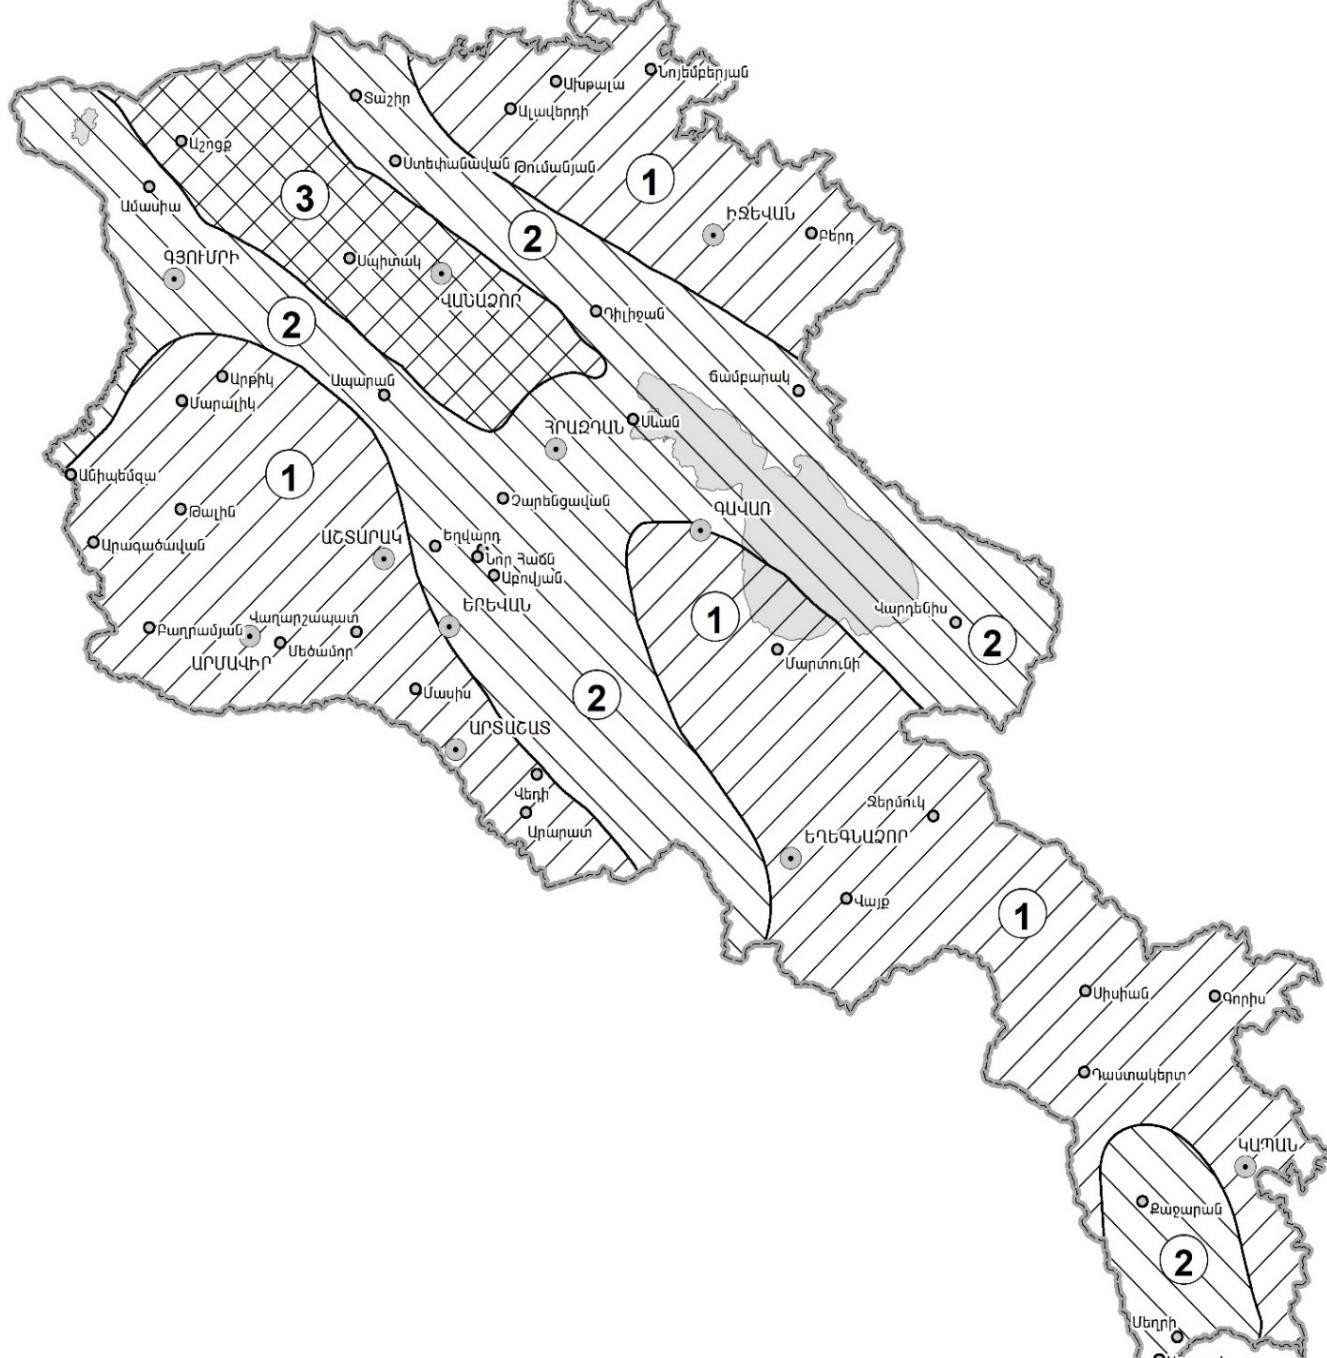 Նոյեմբերյան
Ախթալա
Տաշիր
Ալավերդի
Աշոցք
Ստեփանավան
Թումանյան
1
Ամասիա
3
ԻՋԵՎԱՆ
Բերդ
2
ԳՅՈՒՄՐԻ
Սպիտակ
ՎԱՆԱՁՈՐ
2
Դիլիջան
Արթիկ
Ապարան
Ճամբարակ
Մարալիկ
ՀՐԱԶԴԱՆ
Սևան
Անիպեմզա
1
Չարենցավան
Թալին
ԳԱՎԱՌ
ԱՇՏԱՐԱԿ
Եղվարդ
Արագածավան
Նոր Հաճն
Աբովյան
ԵՐԵՎԱՆ
1
Վարդենիս
Վաղարշապատ
Բաղրամյան
Մեծամոր
2
ԱՐՄԱՎԻՐ
Մարտունի
Մասիս
2
ԱՐՏԱՇԱՏ
Վեդի
Ջերմուկ
Արարատ
ԵՂԵԳՆԱՁՈՐ
Վայք
1
Սիսիան
Գորիս
Դաստակերտ
ԿԱՊԱՆ
Քաջարան
2
Մեղրի